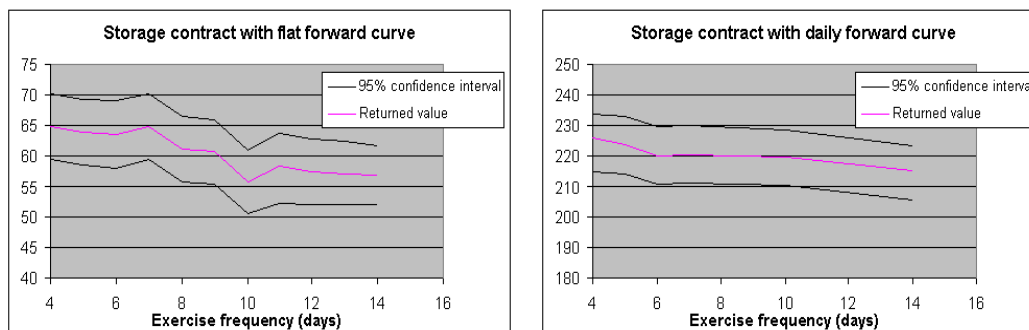 Storage contract with flat forward curve
75
70
65
60
55
50
45
40
95% confidence interval
Returned value
4 6 8 10 12 14 16
Exercise frequency (days)
Storage contract with daily forward curve
250
240
230
220
210
200
190
180
95% confidence interva
Returned value
4 6 8 10 12 14 16
Exercise frequency (days)